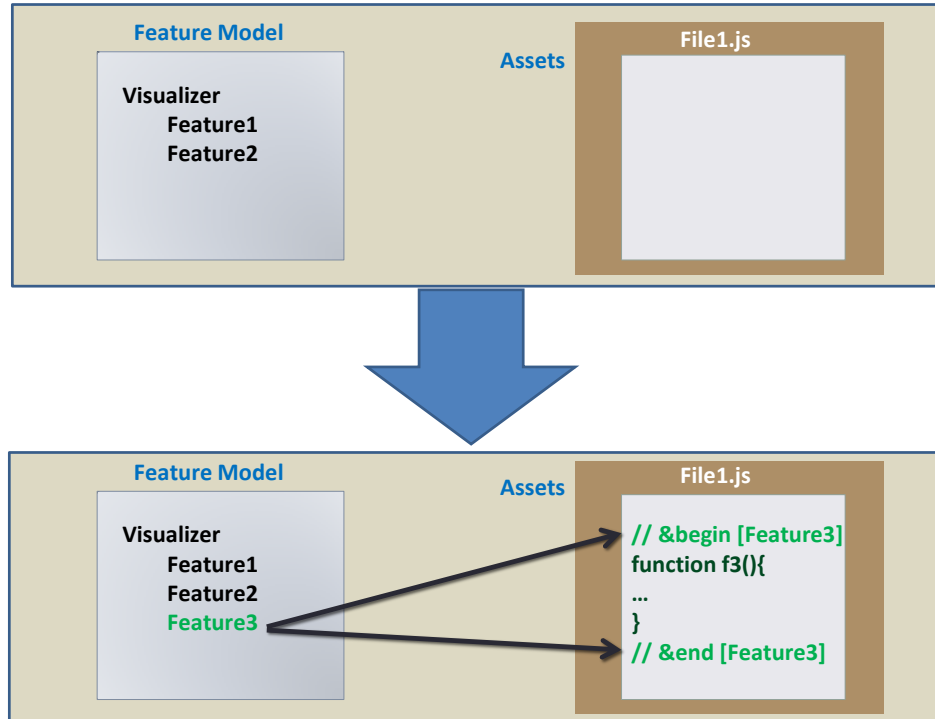 Feature Model
Assets
File1.js
Visualizer
Feature1
Feature2
Feature Model
Assets
File1.js
Visualizer
Feature1
Feature2
Feature3
// &begin [Feature3]
function f3(){
...
}
// &end [Feature3]